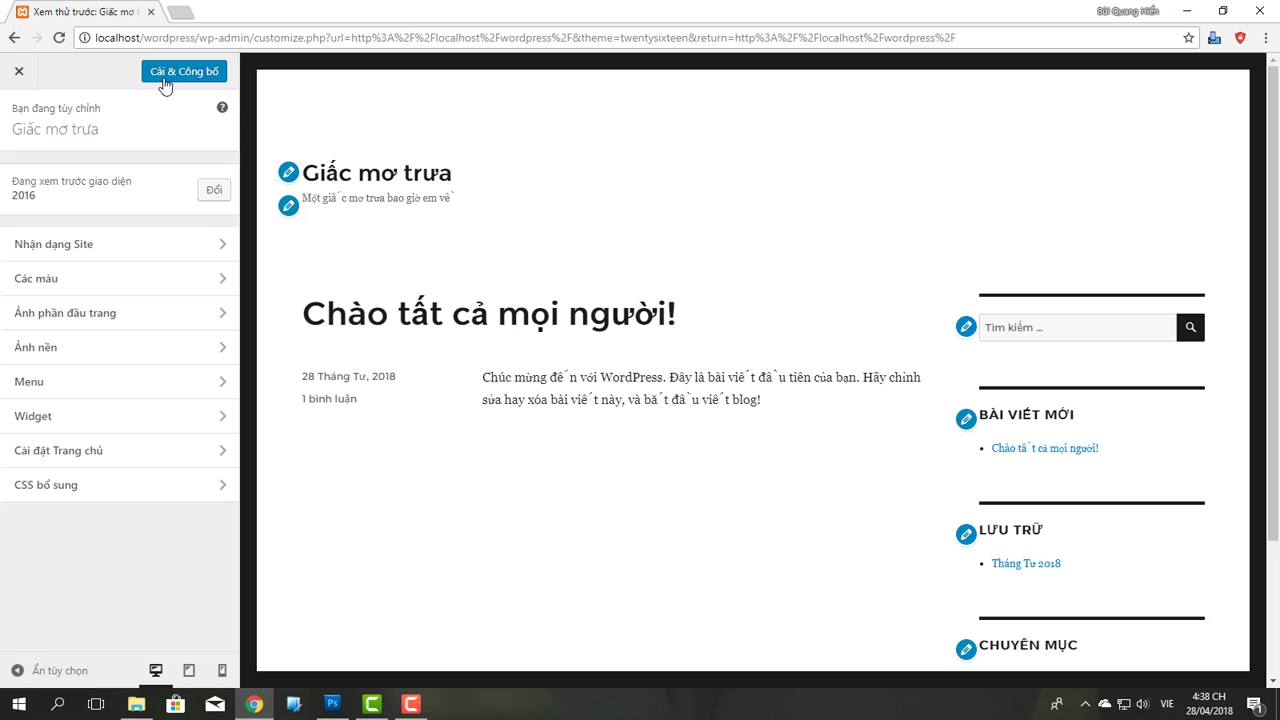 Xem thử trước: Giấc mơ t
Bùi Quang Hiển
localhost/wordpress/wp-admin/customize.php?url=http%3A%2F%2Flocalhost%2Fwordpress%2F&theme=twentysixteen&return=http%3A%2F%2Flocalhost%2Fwordpress%2F
Cài & Công bố
Bạn đang tùy chỉnh
Giấc mơ trưa
Đang xem trước giao diện
2016
Đổi
Nhận dạng Site
Các màu
Ảnh phần đầu trang
Ảnh nền
Menu
Widget
Cài đặt Trang chủ
CSS bổ sung
Ẩn tùy chọn
Giấc mơ trưa
Một giấc mơ trưa bao giờ em về
Chào tất cả mọi người!
28 Tháng Tư, 2018
1 bình luận
Chúc mừng đến với WordPress. Đây là bài viết đầu tiên của bạn. Hãy chỉnh
sửa hay xóa bài viết này, và bắt đầu viết blog!
Tìm kiếm …
BÀI VIẾT MỚI
Chào tất cả mọi người!
LƯU TRỮ
Tháng Tư 2018
CHUYÊN MỤC
VIE
4:38 CH
28/04/2018
1